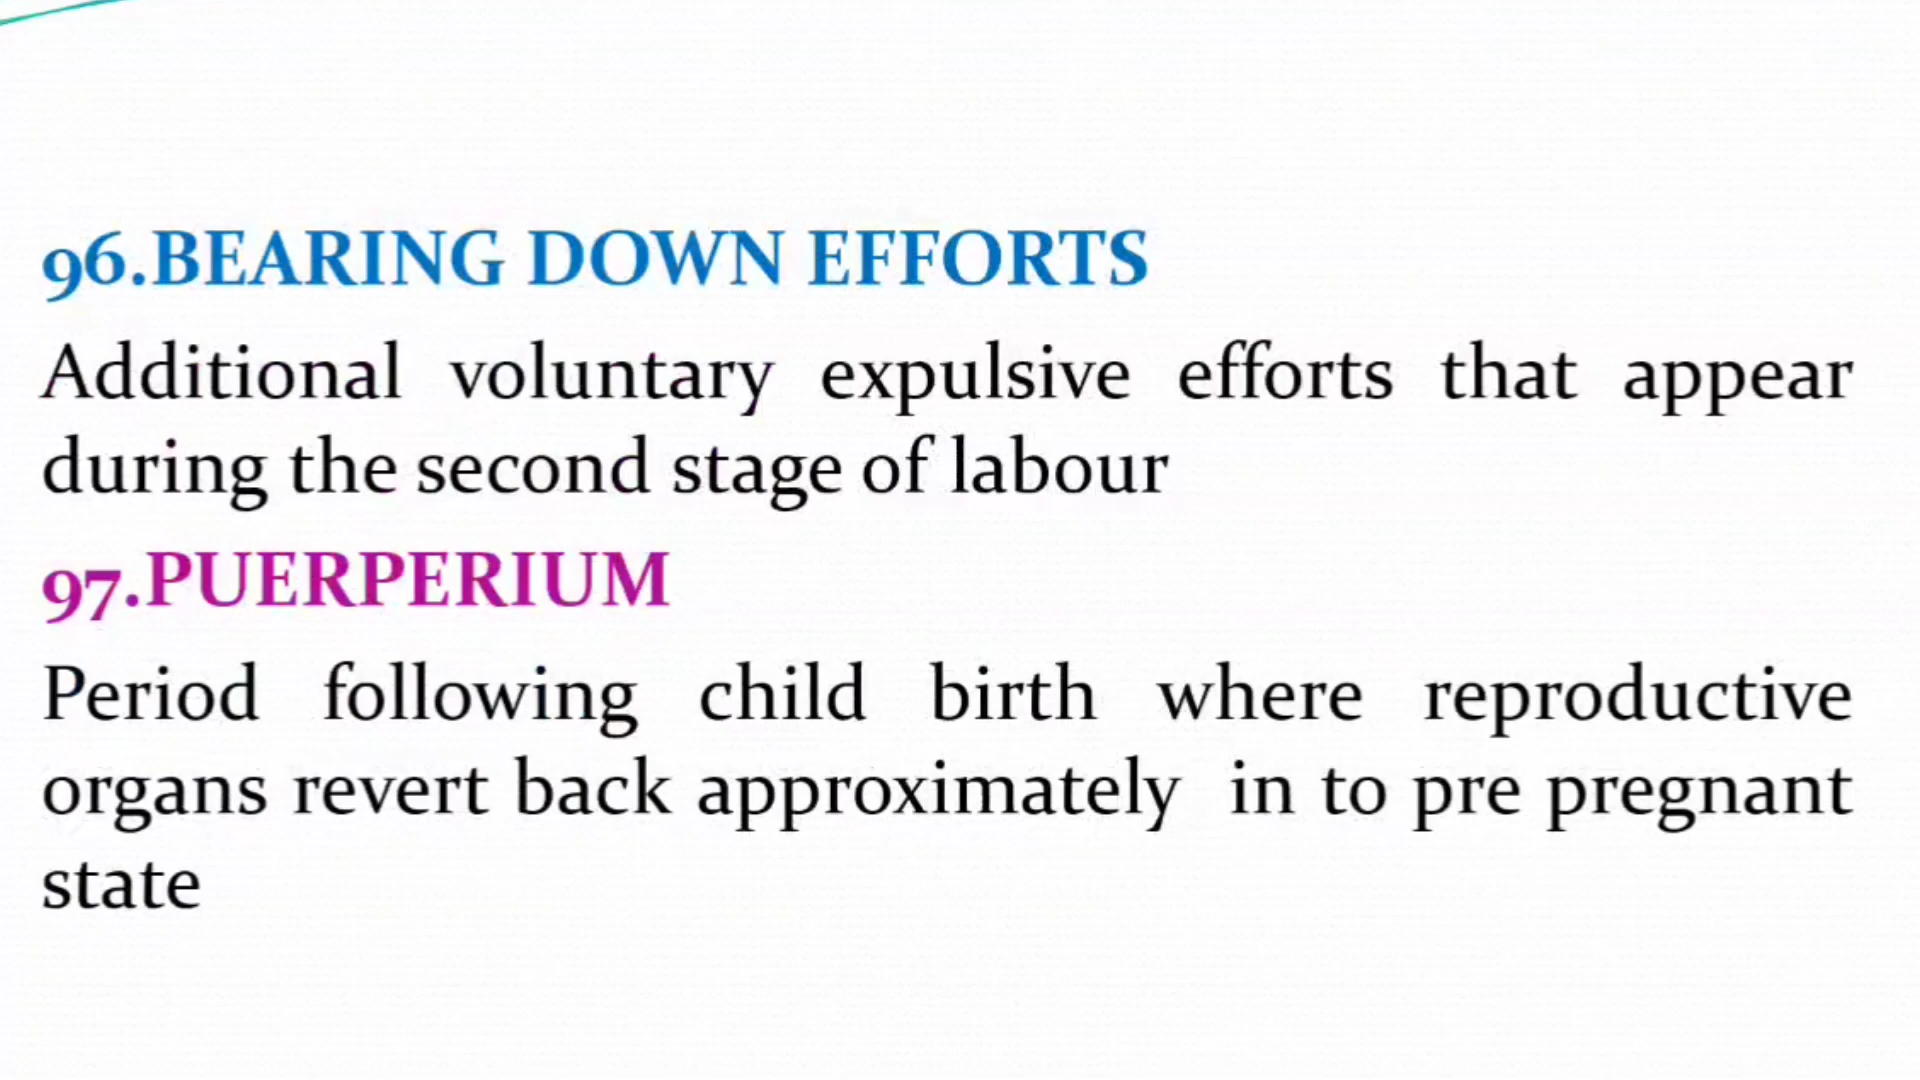 96.BEARING DOWN EFFORTS
Additional voluntary expulsive efforts that appear
during the second stage of labour
97.PUERPERIUM
Period following child birth where reproductive
organs revert back approximately in to pre pregnant
state